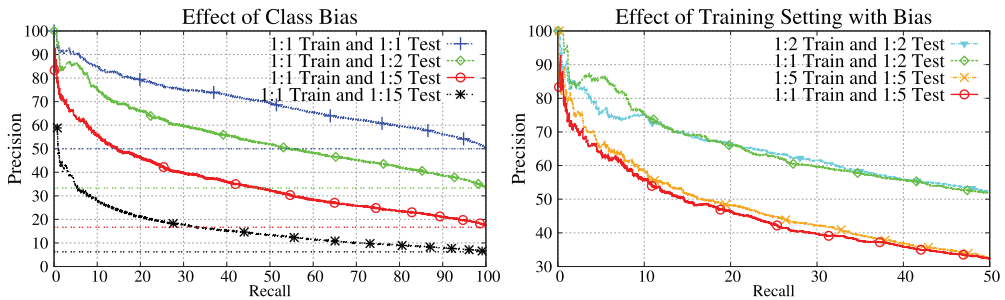 Effect of Class Bias
1:1 Train and 1:1 Test
1:1 Train and 1:2 Test
1:1 Train and 1:5 Test
1:1 Train and 1:15 Test
Precision
100
90
80
70
60
50
40
30
20
10
0
0 10 20 30 40 50 60 70 80 90 100
Recall
Effect of Training Setting with Bias
1:2 Train and 1:2 Test
1:1 Train and 1:2 Test
1:5 Train and 1:5 Test
1:1 Train and 1:5 Test
Precision
100
90
80
70
60
50
40
30
0 10 20 30 40 50
Recall